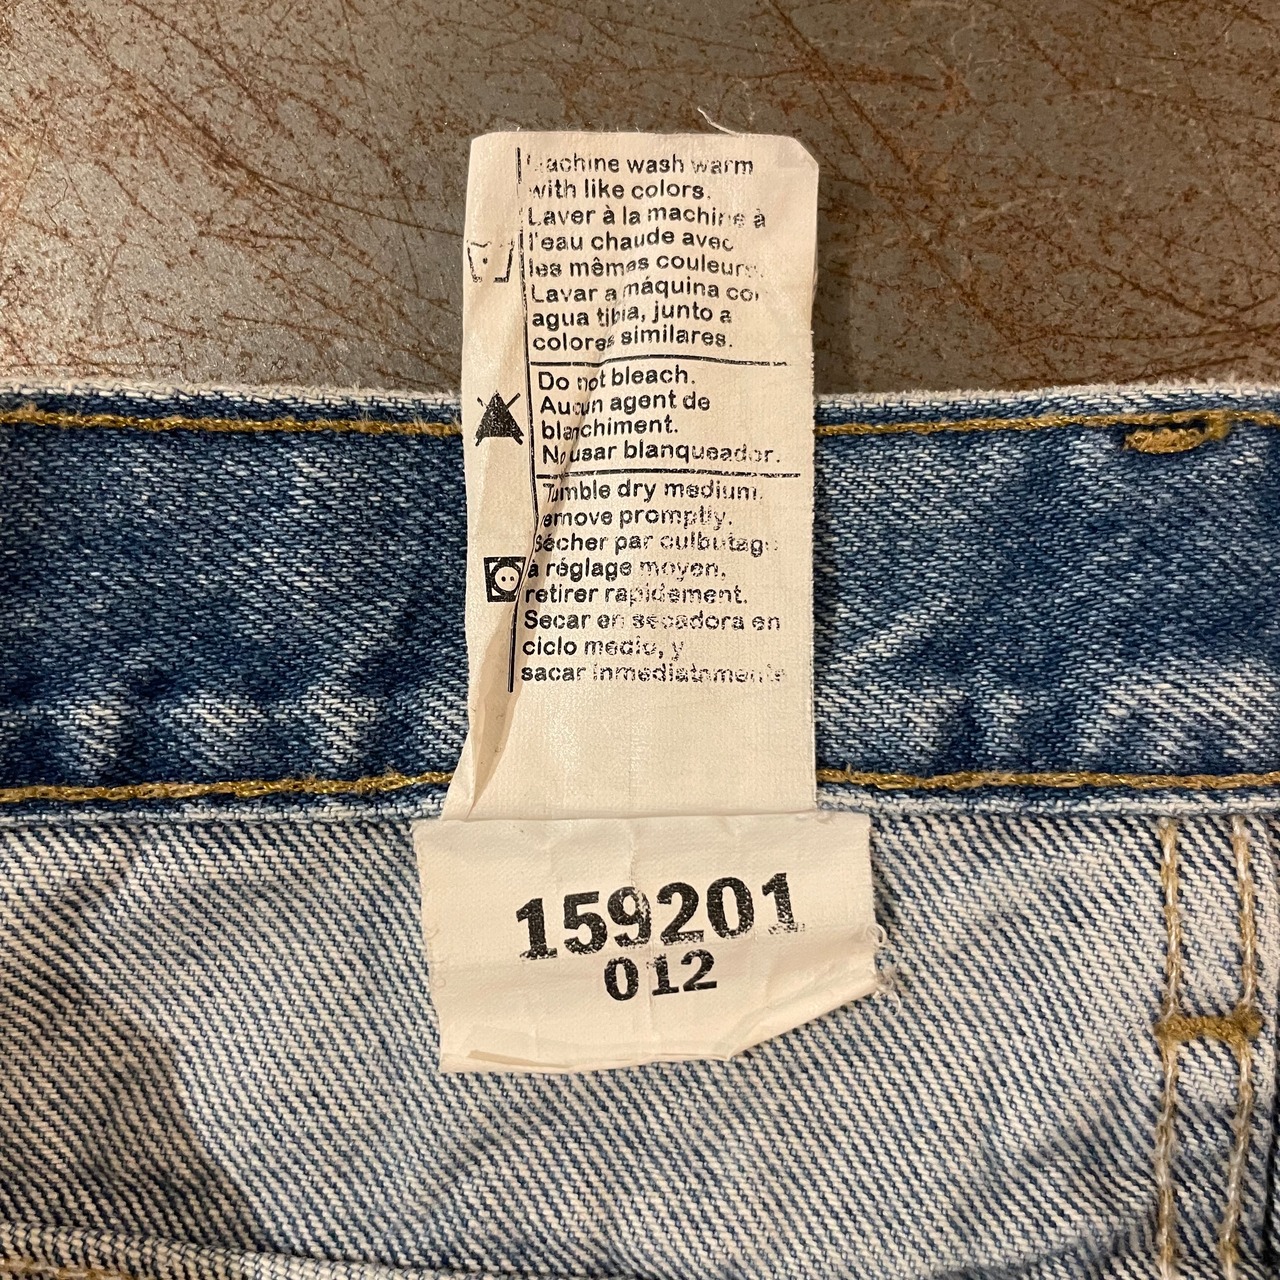 Machine wash warm
with like colors.
Laver à la machine à
l'eau chaude avec
les mêmes couleurs.
Lavar a máquina con
agua tibia, junto a
colores similares.
Do not bleach.
Aucun agent de
blanchiment.
No usar blanqueador.
Tumble dry medium.
remove promptly.
Sécher par culbutage
à réglage moyen,
retirer rapidement.
Secar en secadora en
ciclo medio, y
sacar inmediatamente
159201
012